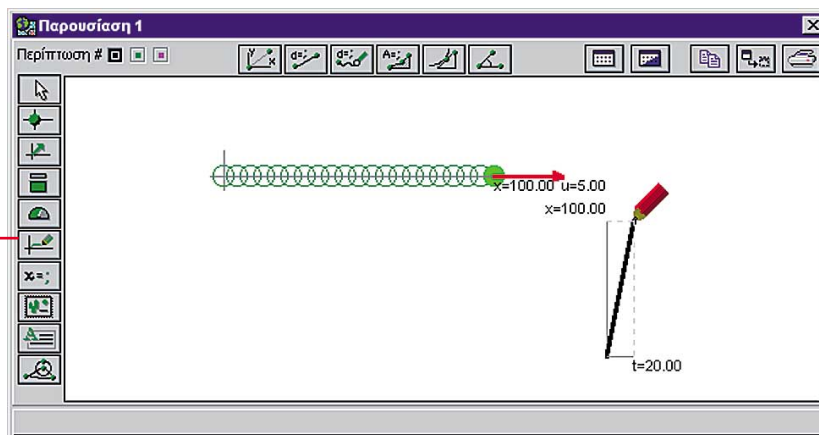 Παρουσίαση 1
Περίπτωση #
y x d=; d=; A=;
x=100.00 u=5.00
x=100.00
x=;
A
t=20.00